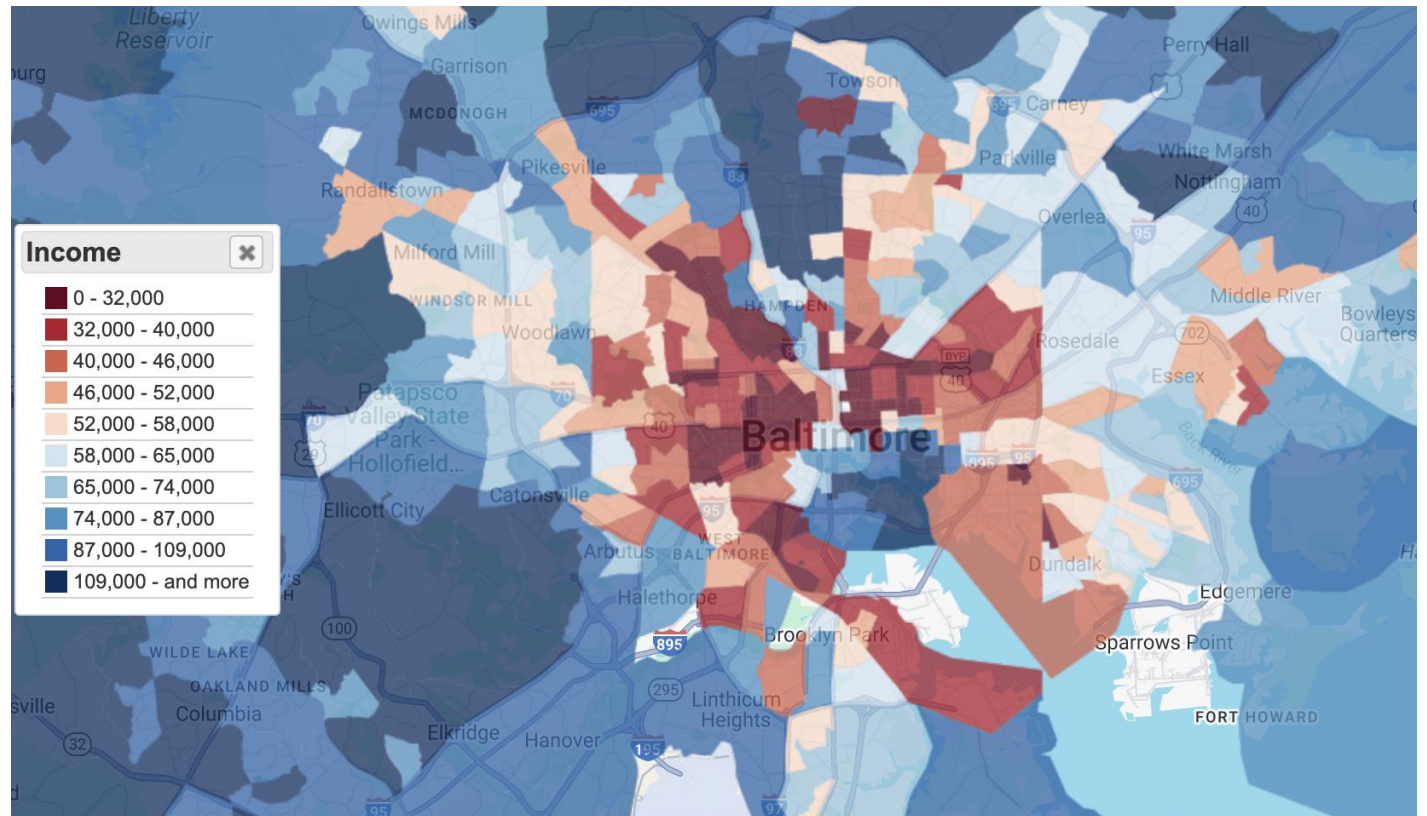 Liberty
Reservoir
Owings Mills
Garrison
MCDONOGH
695
Towson
Perry Hall
1
695
Carney
Parkville
White Marsh
Nottingham
40
Pikesville
83
Randallstown
Overlea
95
Milford Mill
WINDSOR MILL
Woodlawn
HAMPDEN
83
Middle River
Bowleys
Quarters
Rosedale
702
Essex
BYP
40
Income
0 - 32,000
32,000 - 40,000
40,000 - 46,000
46,000 - 52,000
52,000 - 58,000
58,000 - 65,000
65,000 - 74,000
74,000 - 87,000
87,000 - 109,000
109,000 - and more
70
Patapsco
Valley State
Park -
Hollofield...
70
29
40
Baltimore
895
95
Back River
695
Catonsville
Ellicott City
95
WEST
BALTIMORE
Arbutus
Dundalk
Halethorpe
Edgemere
100
895
Brooklyn Park
Sparrows Point
WILDE LAKE
OAKLAND MILLS
Columbia
295
Linthicum
Heights
FORT HOWARD
32
Elkridge
Hanover
195
95
97